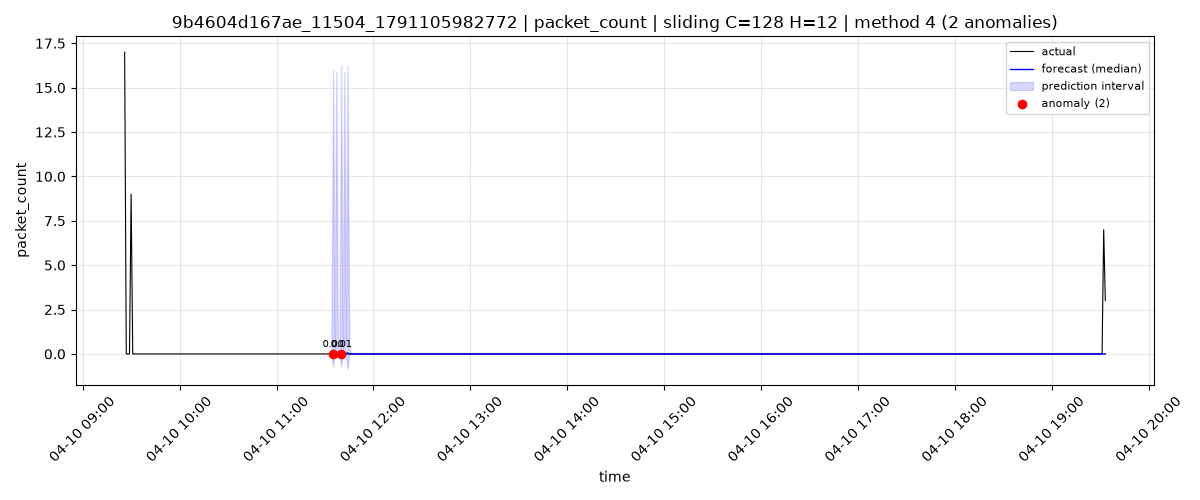 9b4604d167ae_11504_1791105982772 | packet_count | sliding C=128 H=12 | method 4 (2 anomalies)
packet_count
17.5
15.0
12.5
10.0
7.5
5.0
2.5
0.0
actual
forecast (median)
prediction interval
anomaly (2)
04-10 09:00
04-10 10:00
04-10 11:00
04-10 12:00
04-10 13:00
04-10 14:00
04-10 15:00
04-10 16:00
04-10 17:00
04-10 18:00
04-10 19:00
04-10 20:00
time